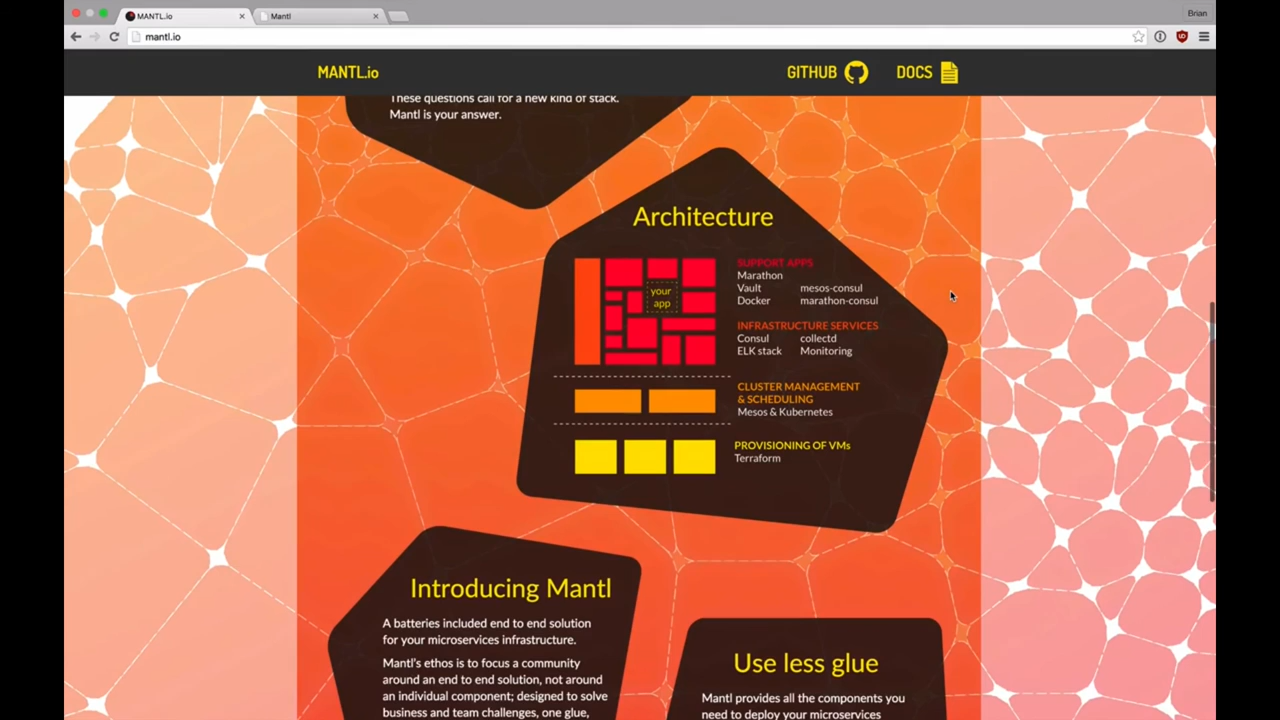 MANTL.io
Mantl
Brian
mantl.io
MANTL.io
GITHUB
DOCS
These questions call for a new kind of stack.
Mantl is your answer.
Architecture
your
app
SUPPORT APPS
Marathon
Vault mesos-consul
Docker marathon-consul
INFRASTRUCTURE SERVICES
Consul collectd
ELK stack Monitoring
CLUSTER MANAGEMENT
& SCHEDULING
Mesos & Kubernetes
PROVISIONING OF VMs
Terraform
Introducing Mantl
A batteries included end to end solution
for your microservices infrastructure.
Mantl's ethos is to focus a community
around an end to end solution, not around
an individual component; designed to solve
business and team challenges, one glue,
Use less glue
Mantl provides all the components you
need to deploy your microservices